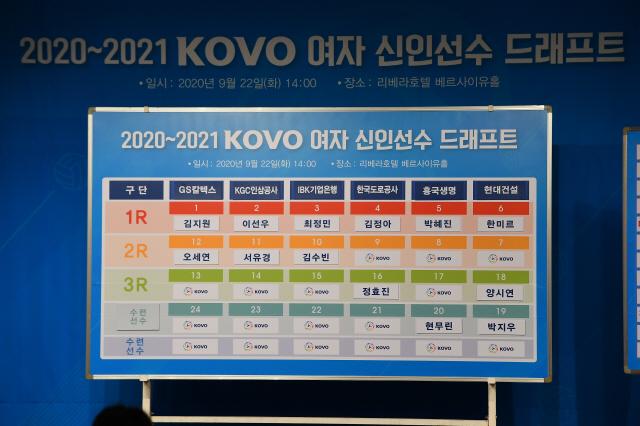 2020~2021 KOVO 여자 신인선수 드래프트
• 일시 : 2020년 9월 22일(화) 14:00 • 장소 : 리베라호텔 베르사이유홀
2020~2021 KOVO 여자 신인선수 드래프트
• 일시 : 2020년 9월 22일(화) 14:00 • 장소 : 리베라호텔 베르사이유홀
구 단 GS칼텍스 KGC인삼공사 IBK기업은행 한국도로공사 흥국생명 현대건설
1R 1 2 3 4 5 6
김지원 이선우 최정민 김정아 박혜진 한미르
2R 12 11 10 9 8 7
오세연 서유경 김수빈 KOVO KOVO KOVO
3R 13 14 15 16 17 18
KOVO KOVO KOVO 정효진 KOVO 양시연
수련 선수 24 23 22 21 20 19
KOVO KOVO KOVO KOVO 현무린 박지우
수련 선수 KOVO KOVO KOVO KOVO KOVO KOVO